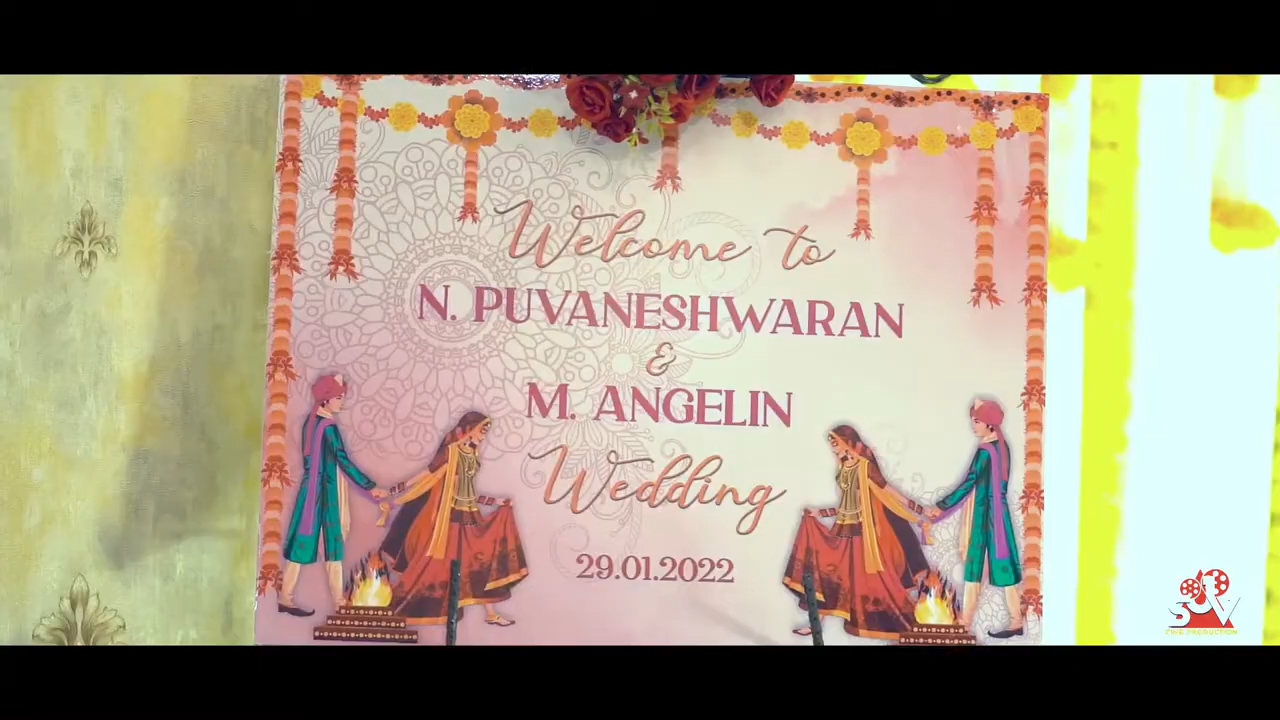 Welcome to
N. PUVANESHWARAN
&
M. ANGELIN
Wedding
29.01.2022